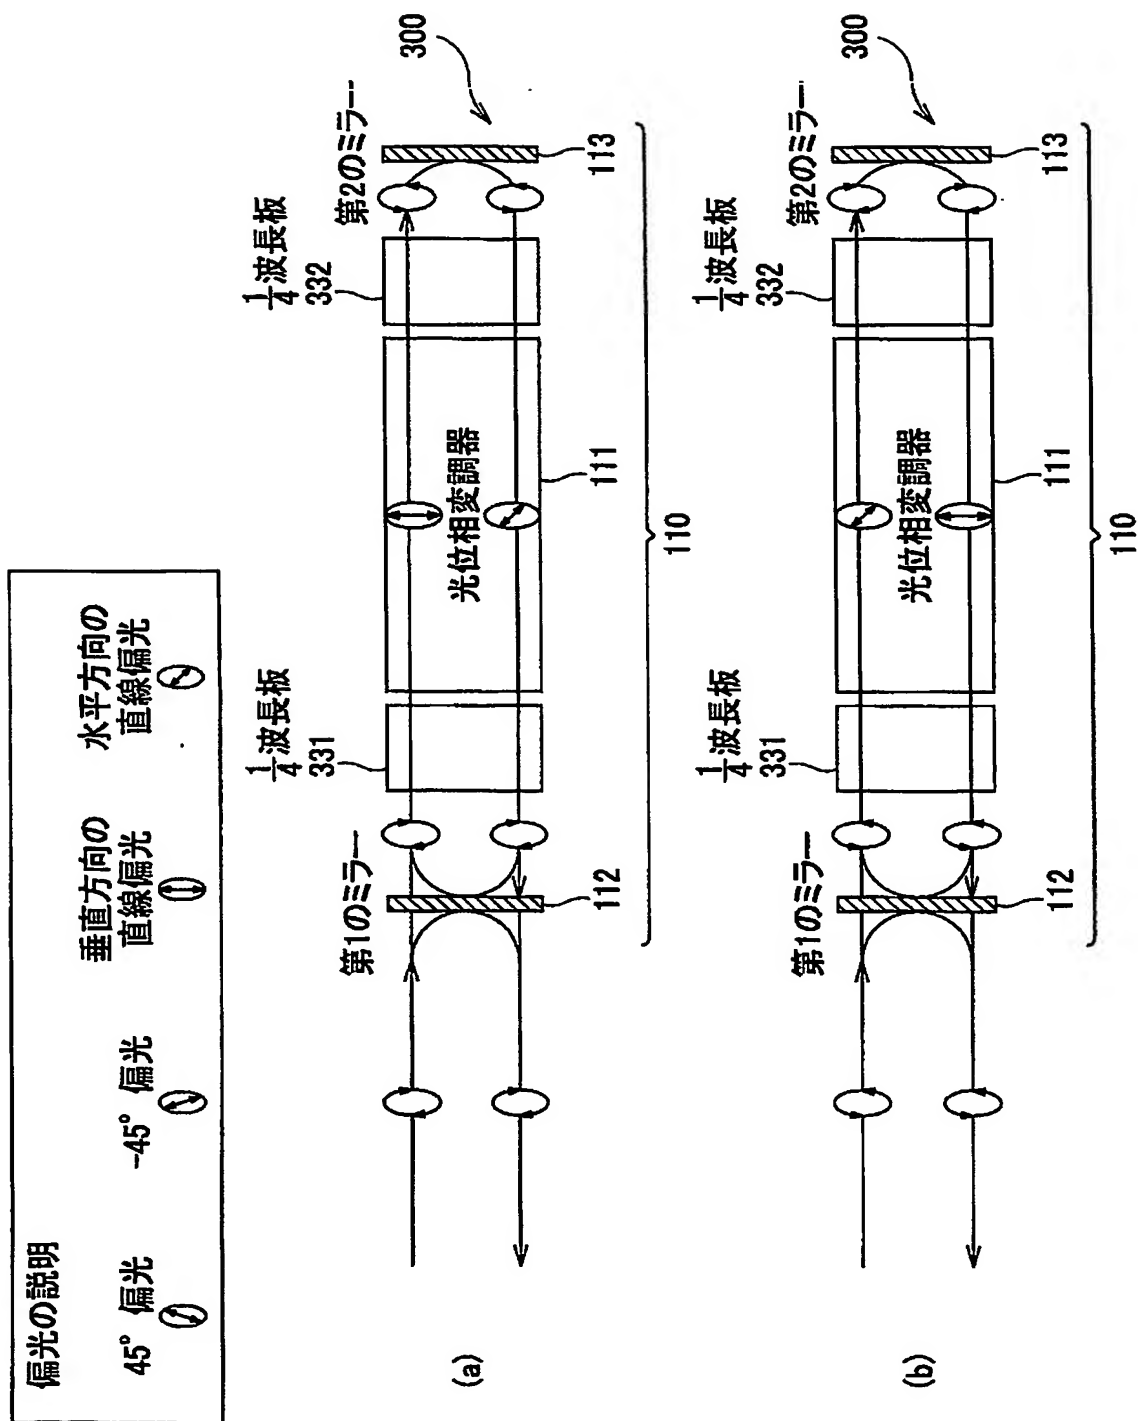 偏光の説明
45° 偏光
-45° 偏光
垂直方向の
直線偏光
水平方向の
直線偏光
(a)
第1のミラー
112
1/4波長板
331
光位相変調器
111
1/4波長板
332
第2のミラー
113
300
110
(b)
第1のミラー
112
1/4波長板
331
光位相変調器
111
1/4波長板
332
第2のミラー
113
300
110